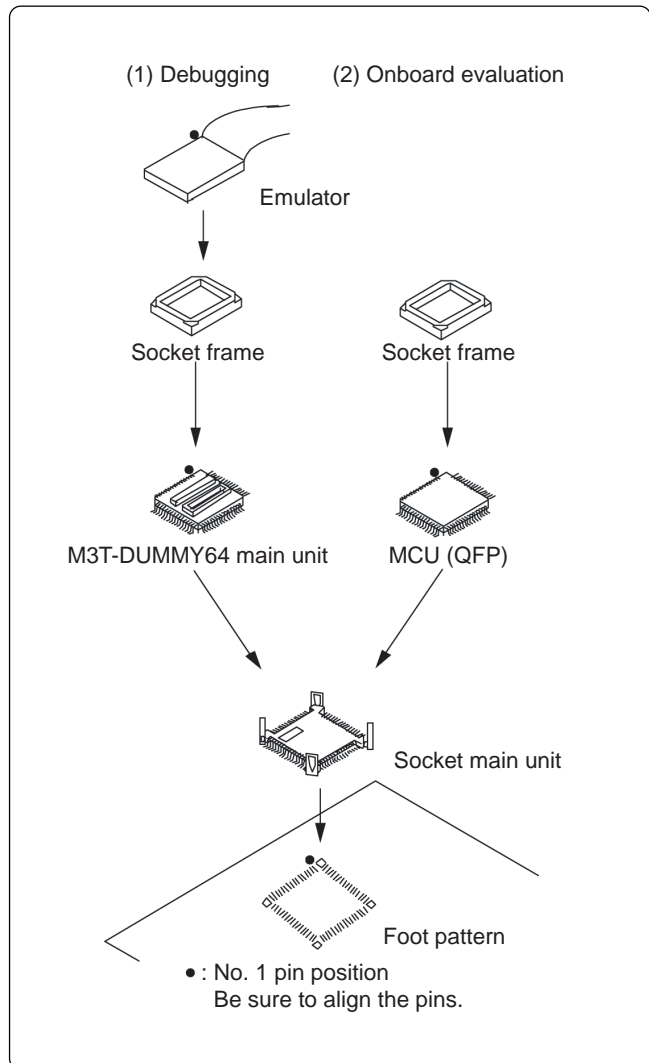 (1) Debugging
(2) Onboard evaluation
Emulator
Socket frame
Socket frame
M3T-DUMMY64 main unit
MCU (QFP)
Socket main unit
Foot pattern
● : No. 1 pin position
Be sure to align the pins.